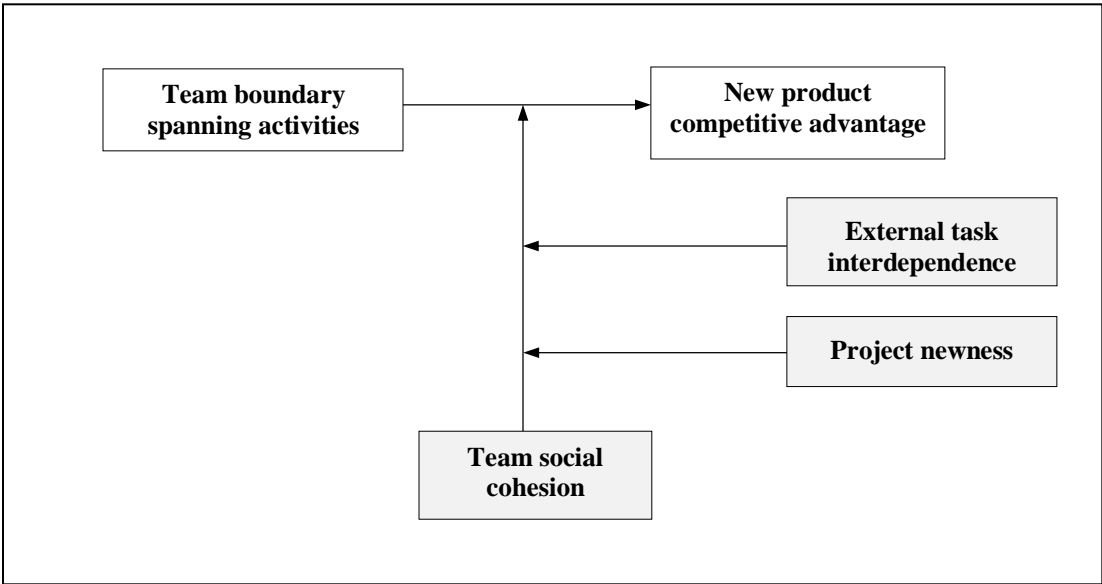 Team boundary
spanning activities
New product
competitive advantage
External task
interdependence
Project newness
Team social
cohesion